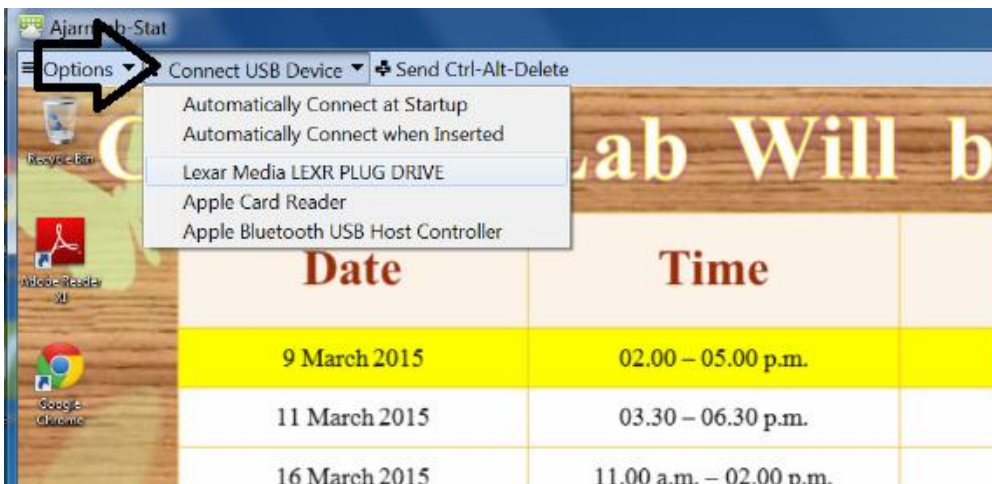 Ajarn
b-Stat
Options Connect USB Device Send Ctrl-Alt-Delete
Automatically Connect at Startup
Automatically Connect when Inserted
Lexar Media LEXR PLUG DRIVE
Apple Card Reader
Apple Bluetooth USB Host Controller
Lab Will b
Recycle Bin
Adobe Reader
XI
Google
Chrome
Date Time
9 March 2015 02.00 – 05.00 p.m.
11 March 2015 03.30 – 06.30 p.m.
16 March 2015 11.00 a.m. – 02.00 p.m.